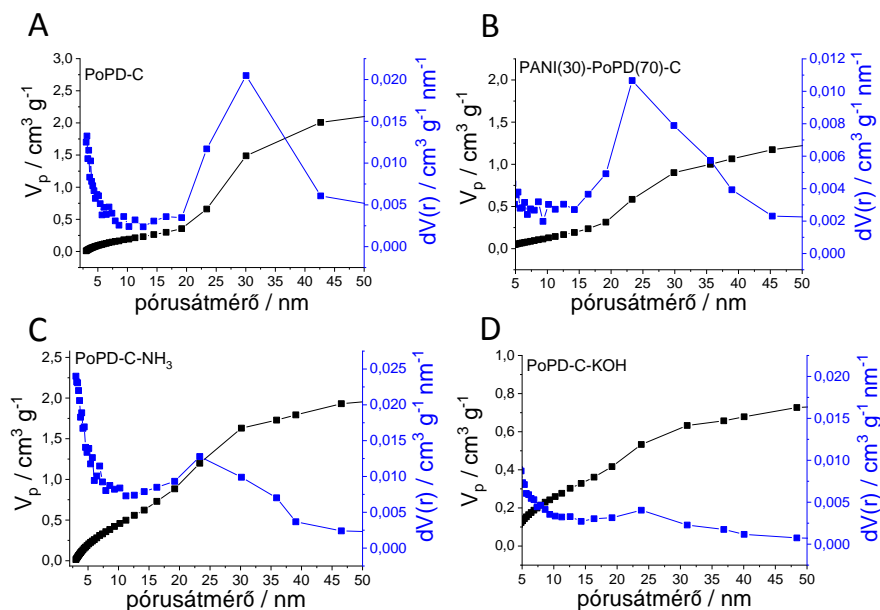 A
PoPD-C
V_p / cm³ g⁻¹
3,0
2,5
2,0
1,5
1,0
0,5
0,0
5 10 15 20 25 30 35 40 45 50
pórusátmérő / nm
0,020
0,015
0,010
0,005
0,000
dV(r) / cm³ g⁻¹ nm⁻¹
B
PANI(30)-PoPD(70)-C
V_p / cm³ g⁻¹
2,0
1,5
1,0
0,5
0,0
5 10 15 20 25 30 35 40 45 50
pórusátmérő / nm
0,012
0,010
0,008
0,006
0,004
0,002
0,000
dV(r) / cm³ g⁻¹ nm⁻¹
C
PoPD-C-NH₃
V_p / cm³ g⁻¹
2,5
2,0
1,5
1,0
0,5
0,0
5 10 15 20 25 30 35 40 45 50
pórusátmérő / nm
0,025
0,020
0,015
0,010
0,005
0,000
dV(r) / cm³ g⁻¹ nm⁻¹
D
PoPD-C-KOH
V_p / cm³ g⁻¹
1,0
0,8
0,6
0,4
0,2
0,0
5 10 15 20 25 30 35 40 45 50
pórusátmérő / nm
0,020
0,015
0,010
0,005
0,000
dV(r) / cm³ g⁻¹ nm⁻¹